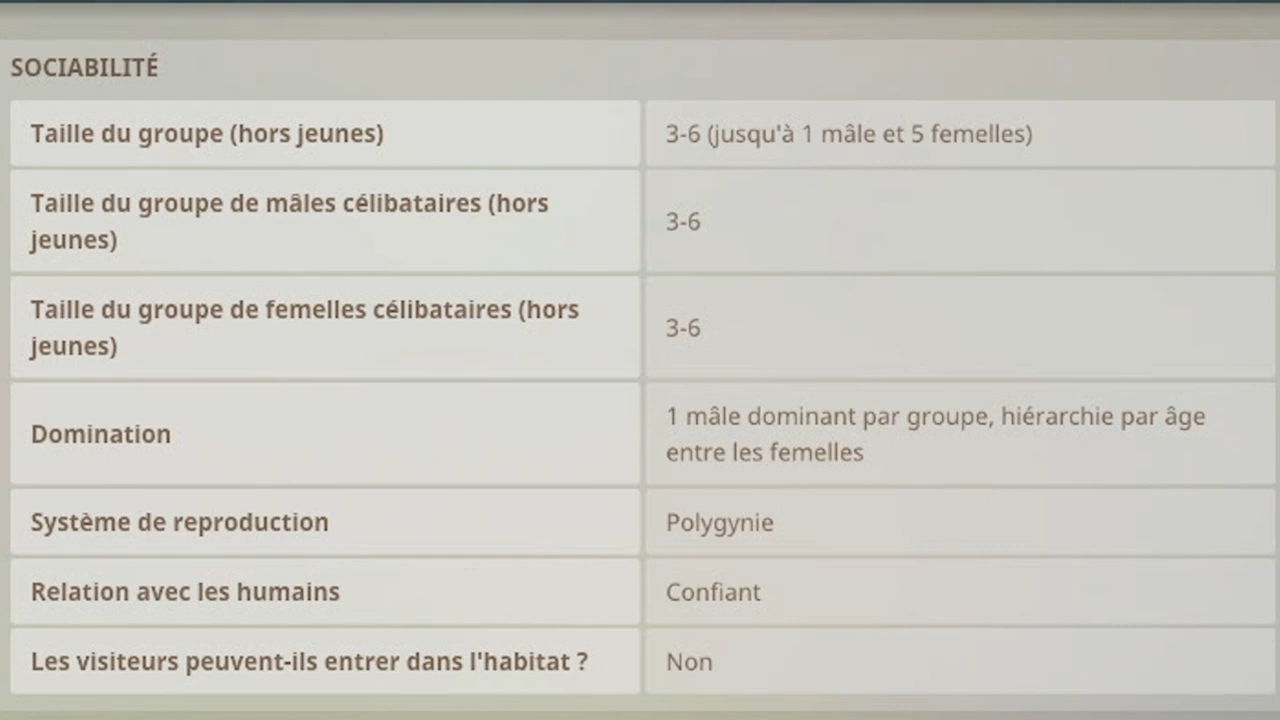 SOCIABILITÉ
Taille du groupe (hors jeunes)
3-6 (jusqu'à 1 mâle et 5 femelles)
Taille du groupe de mâles célibataires (hors
jeunes)
3-6
Taille du groupe de femelles célibataires (hors
jeunes)
3-6
Domination
1 mâle dominant par groupe, hiérarchie par âge
entre les femelles
Système de reproduction
Polygynie
Relation avec les humains
Confiant
Les visiteurs peuvent-ils entrer dans l'habitat ?
Non